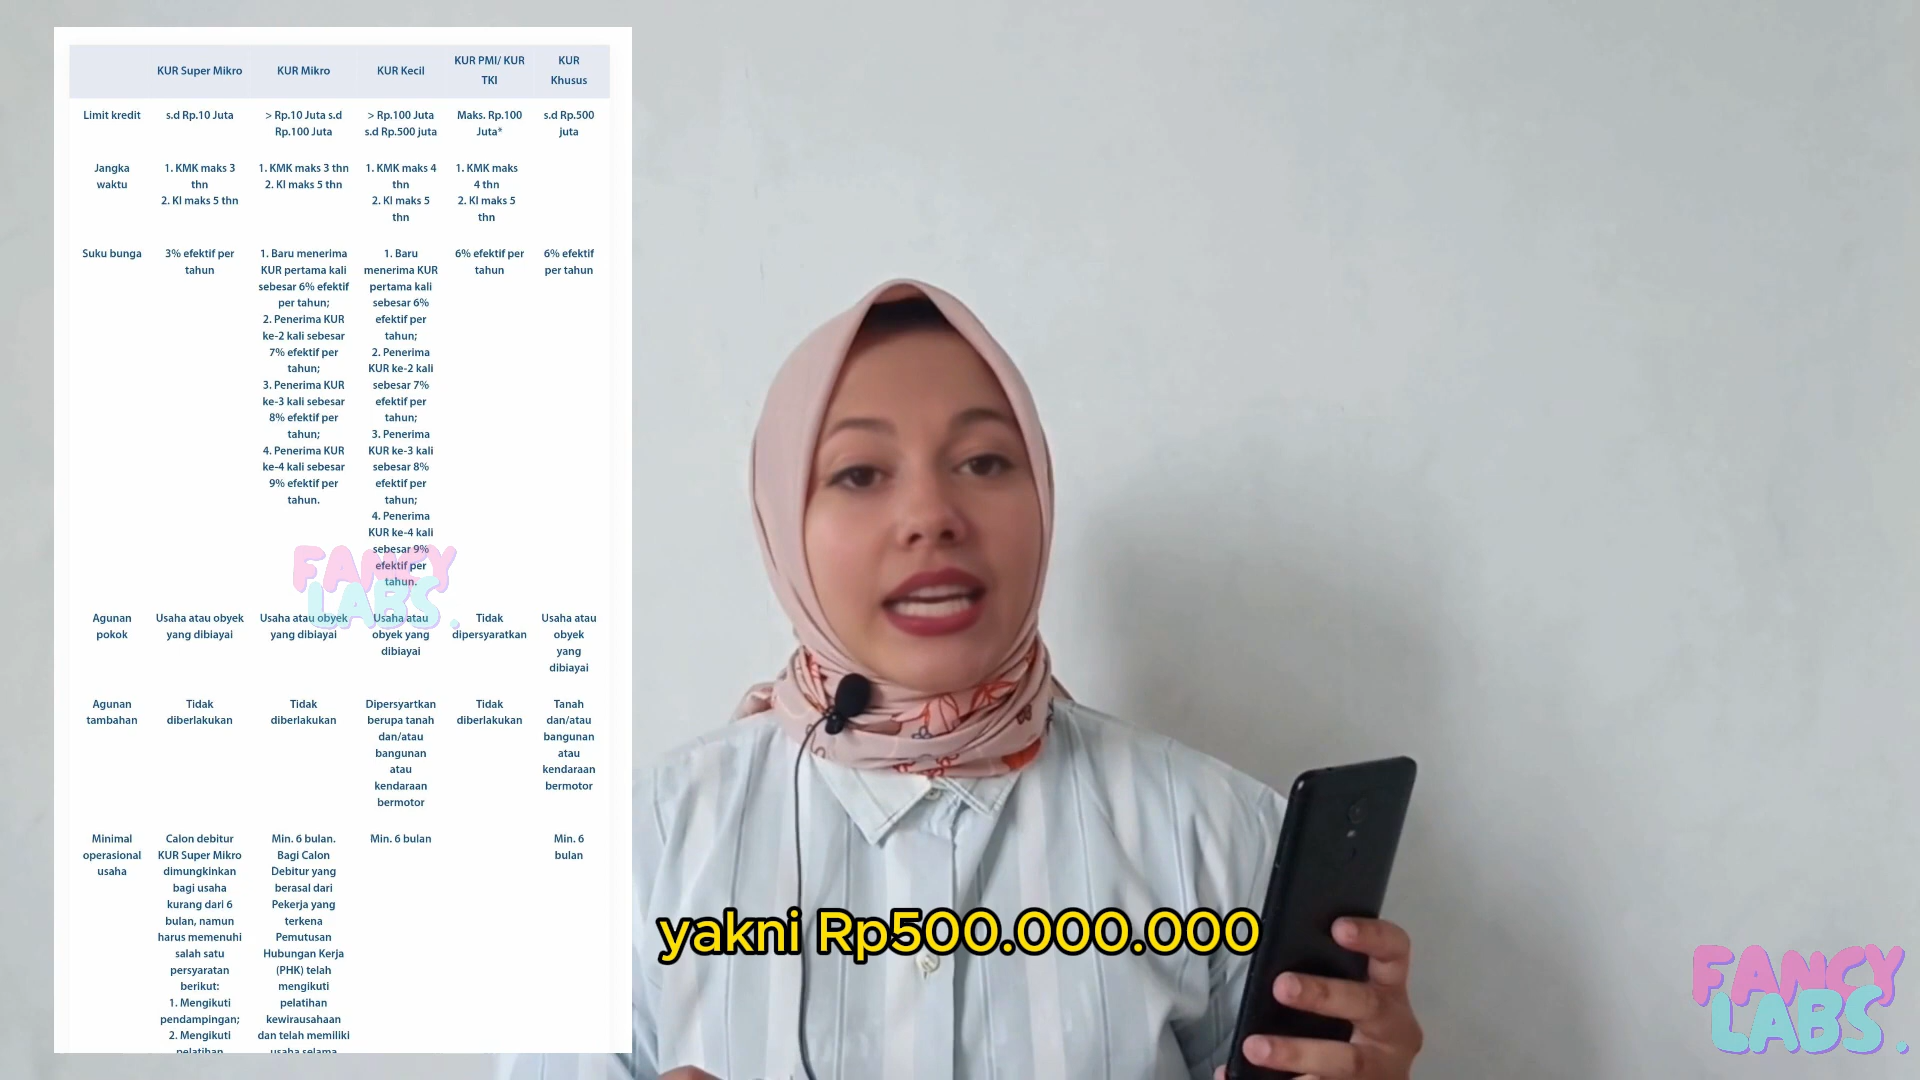 KUR Super Mikro
KUR Mikro
KUR Kecil
KUR PMI/ KUR
TKI
KUR
Khusus
Limit kredit
s.d Rp.10 Juta
> Rp.10 Juta s.d
Rp.100 Juta
> Rp.100 Juta
s.d Rp.500 juta
Maks. Rp.100
Juta*
s.d Rp.500
juta
Jangka
waktu
1. KMK maks 3
thn
2. KI maks 5 thn
1. KMK maks 3 thn
2. KI maks 5 thn
1. KMK maks 4
thn
2. KI maks 5
thn
1. KMK maks
4 thn
2. KI maks 5
thn
Suku bunga
3% efektif per
tahun
1. Baru menerima
KUR pertama kali
sebesar 6% efektif
per tahun;
2. Penerima KUR
ke-2 kali sebesar
7% efektif per
tahun;
3. Penerima KUR
ke-3 kali sebesar
8% efektif per
tahun;
4. Penerima KUR
ke-4 kali sebesar
9% efektif per
tahun.
1. Baru
menerima KUR
pertama kali
sebesar 6%
efektif per
tahun;
2. Penerima
KUR ke-2 kali
sebesar 7%
efektif per
tahun;
3. Penerima
KUR ke-3 kali
sebesar 8%
efektif per
tahun;
4. Penerima
KUR ke-4 kali
sebesar 9%
efektif per
tahun.
6% efektif per
tahun
6% efektif
per tahun
Agunan
pokok
Usaha atau obyek
yang dibiayai
Usaha atau obyek
yang dibiayai
Usaha atau
obyek yang
dibiayai
Tidak
dipersyaratkan
Usaha atau
obyek
yang
dibiayai
Agunan
tambahan
Tidak
diberlakukan
Tidak
diberlakukan
Dipersyartkan
berupa tanah
dan/atau
bangunan
atau
kendaraan
bermotor
Tidak
diberlakukan
Tanah
dan/atau
bangunan
atau
kendaraan
bermotor
Minimal
operasional
usaha
Calon debitur
KUR Super Mikro
dimungkinkan
bagi usaha
kurang dari 6
bulan, namun
harus memenuhi
salah satu
persyaratan
berikut:
1. Mengikuti
pendampingan;
2. Mengikuti
pelatihan
Min. 6 bulan.
Bagi Calon
Debitur yang
berasal dari
Pekerja yang
terkena
Pemutusan
Hubungan Kerja
(PHK) telah
mengikuti
pelatihan
kewirausahaan
dan telah memiliki
usaha selama
Min. 6 bulan
Min. 6
bulan
FANCY
LABS.
yakni Rp500.000.000
FANCY
LABS.